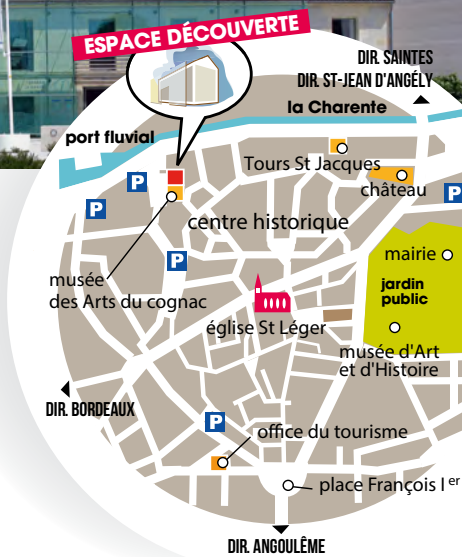 ESPACE DÉCOUVERTE
DIR. SAINTES
DIR. ST-JEAN D'ANGÉLY
la Charente
port fluvial
Tours St Jacques
château
P
P
P
centre historique
P
mairie
jardin
public
musée
des Arts du cognac
église St Léger
musée d'Art
et d'Histoire
DIR. BORDEAUX
P
office du tourisme
place François Ier
DIR. ANGOULÊME